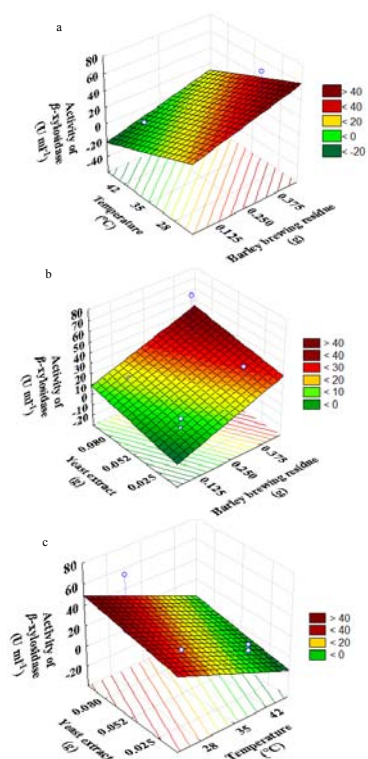 a
Activity of
β-xylosidase
(U ml-1)
80
60
40
20
0
-20
-40
42
35
28
Temperature
(°C)
0.125
0.250
0.375
Barley brewing residue
(g)
> 40
< 40
< 20
< 0
< -20
b
Activity of
β-xylosidase
(U ml-1)
80
70
60
50
40
30
20
10
0
-10
-20
0.080
0.052
0.025
Yeast extract
(g)
0.125
0.250
0.375
Barley brewing residue
(g)
> 40
< 40
< 30
< 20
< 10
< 0
c
Activity of
β-xylosidase
(U ml-1)
80
60
40
20
0
-20
0.080
0.052
0.025
Yeast extract
(g)
28
35
42
Temperature
(°C)
> 40
< 40
< 20
< 0